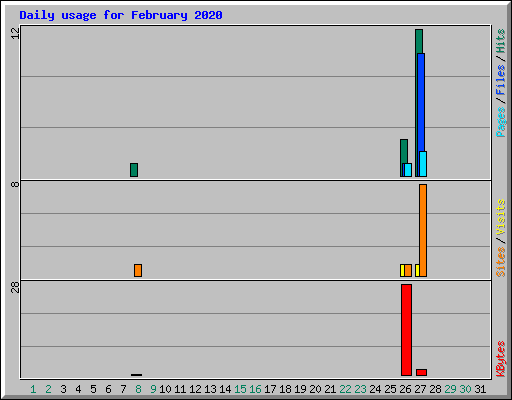 Daily usage for February 2020
12
8
28
Pages / Files / Hits
Sites / Visits
KBytes
1 2 3 4 5 6 7 8 9 10 11 12 13 14 15 16 17 18 19 20 21 22 23 24 25 26 27 28 29 30 31